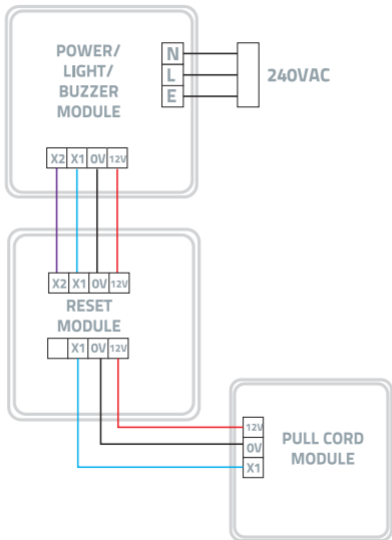 POWER/
LIGHT/
BUZZER
MODULE
N
L
E
240VAC
X2 X1 0V 12V
X2 X1 0V 12V
RESET
MODULE
X1 0V 12V
12V
0V
X1
PULL CORD
MODULE